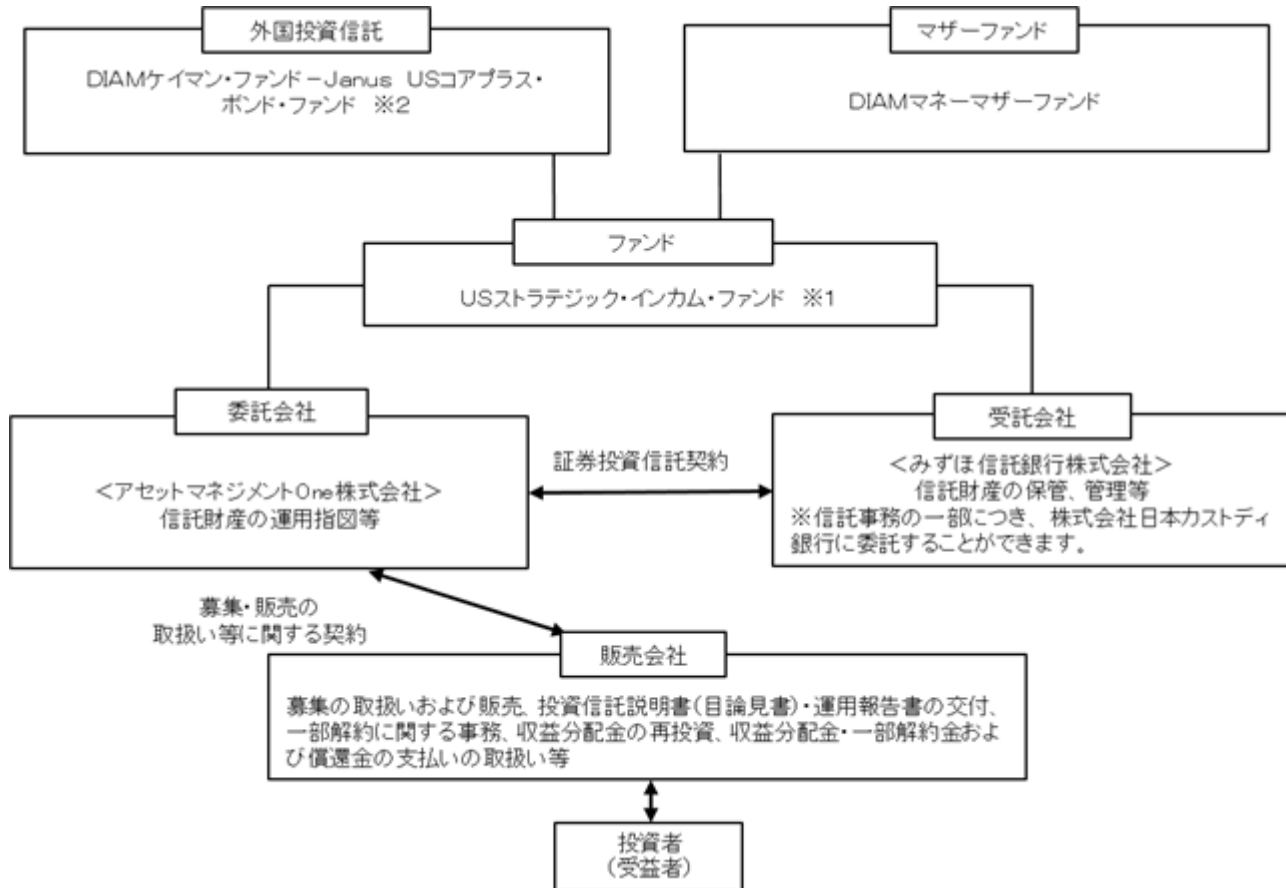 外国投資信託
DIAMケイマン・ファンド－Janus USコアプラス・
ボンド・ファンド ※2
マザーファンド
DIAMマネーマザーファンド
ファンド
USストラテジック・インカム・ファンド ※1
委託会社
＜アセットマネジメントOne株式会社＞
信託財産の運用指図等
証券投資信託契約
受託会社
＜みずほ信託銀行株式会社＞
信託財産の保管、管理等
※信託事務の一部につき、株式会社日本カストディ
銀行に委託することができます。
募集・販売の
取扱い等に関する契約
販売会社
募集の取扱いおよび販売、投資信託説明書(目論見書)・運用報告書の交付、
一部解約に関する事務、収益分配金の再投資、収益分配金・一部解約金およ
び償還金の支払いの取扱い等
投資者
(受益者)